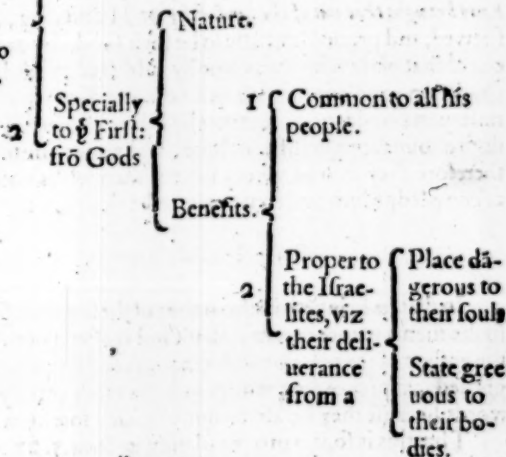 Nature.
Specially
2 to yͤ Firſt:
frō Gods
1 Common to all his
people.
Benefits.
2 Proper to
the Iſrae-
lites, viz
their deli-
uerance
from a
Place dā-
gerous to
their ſouls
State gree
uous to
their bo-
dies.